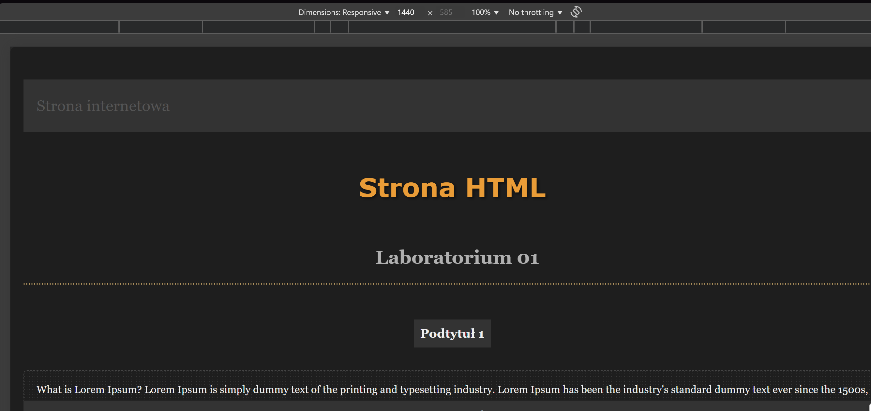 Dimensions: Responsive ▼ 1440 × 585 100% ▼ No throttling ▼
Strona internetowa
Strona HTML
Laboratorium 01
Podtytuł 1
What is Lorem Ipsum? Lorem Ipsum is simply dummy text of the printing and typesetting industry. Lorem Ipsum has been the industry's standard dummy text ever since the 1500s,